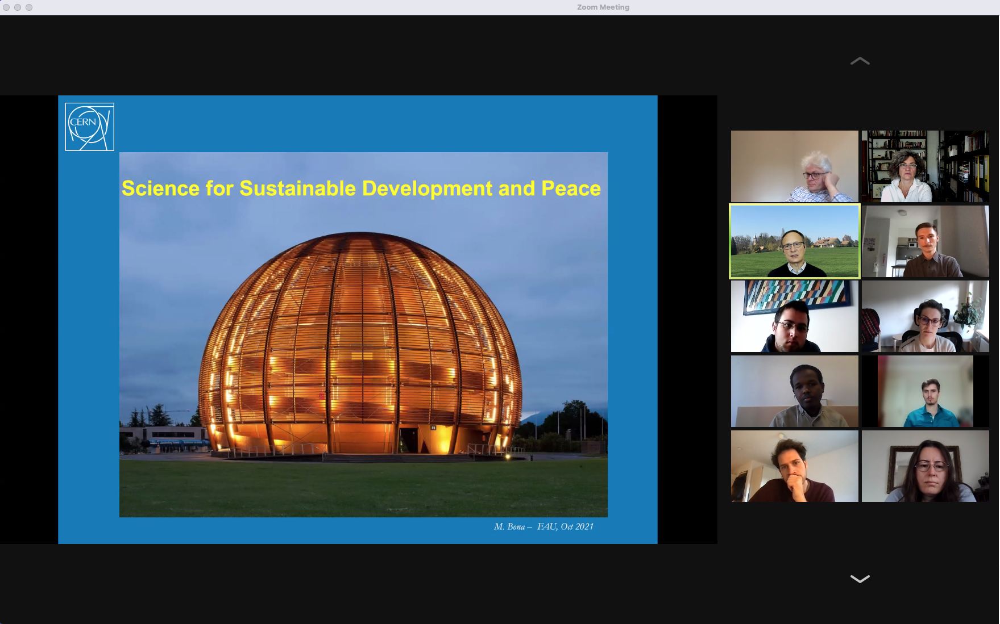 Zoom Meeting
CERN
Science for Sustainable Development and Peace
M. Bona – FAU, Oct 2021